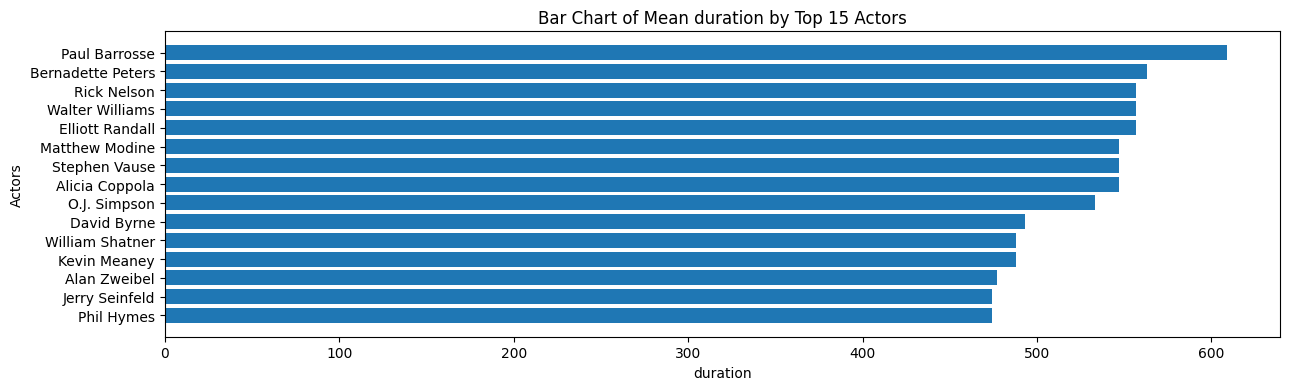 Bar Chart of Mean duration by Top 15 Actors
Actors
Paul Barrosse
Bernadette Peters
Rick Nelson
Walter Williams
Elliott Randall
Matthew Modine
Stephen Vause
Alicia Coppola
O.J. Simpson
David Byrne
William Shatner
Kevin Meaney
Alan Zweibel
Jerry Seinfeld
Phil Hymes
0 100 200 300 400 500 600
duration